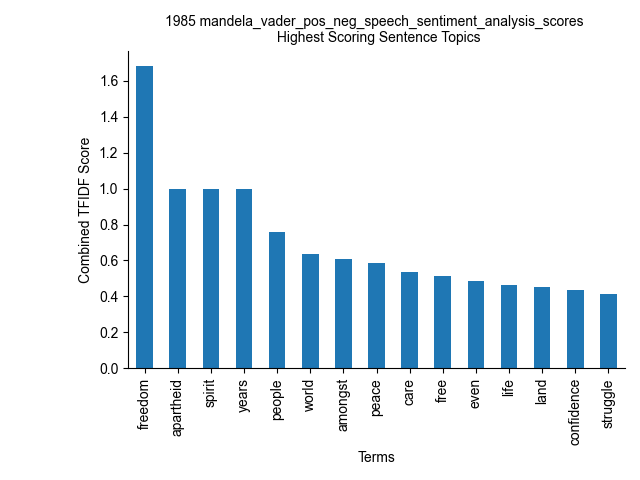 1985 mandela_vader_pos_neg_speech_sentiment_analysis_scores
Highest Scoring Sentence Topics
Combined TFIDF Score
1.6
1.4
1.2
1.0
0.8
0.6
0.4
0.2
0.0
freedom
apartheid
spirit
years
people
world
amongst
peace
care
free
even
life
land
confidence
struggle
Terms